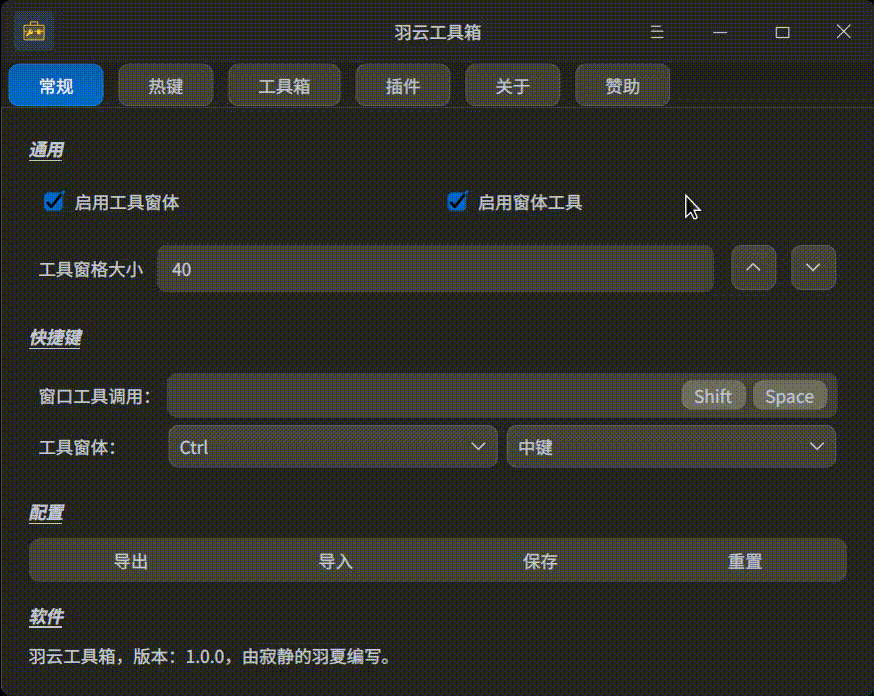 羽云工具箱
常规 热键 工具箱 插件 关于 赞助
通用
启用工具窗体 启用窗体工具
工具窗格大小 40
快捷键
窗口工具调用： Shift Space
工具窗体： Ctrl 中键
配置
导出 导入 保存 重置
软件
羽云工具箱，版本：1.0.0，由寂静的羽夏编写。